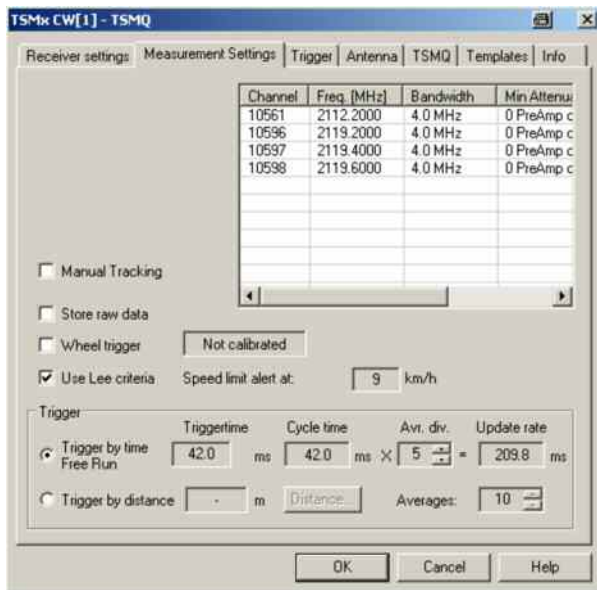 TSMx CW[1] - TSMQ
Receiver settings Measurement Settings Trigger Antenna TSMQ Templates Info
Channel Freq. [MHz] Bandwidth Min Attenua
10561 2112.2000 4.0 MHz 0 PreAmp c
10596 2119.2000 4.0 MHz 0 PreAmp c
10597 2119.4000 4.0 MHz 0 PreAmp c
10598 2119.6000 4.0 MHz 0 PreAmp c
Manual Tracking
Store raw data
Wheel trigger Not calibrated
Use Lee criteria Speed limit alert at: 9 km/h
Trigger
Triggertime Cycle time Avr. div. Update rate
Trigger by time
Free Run 42.0 ms 42.0 ms X 5 = 209.8 ms
Trigger by distance - m Distance... Averages: 10
OK Cancel Help